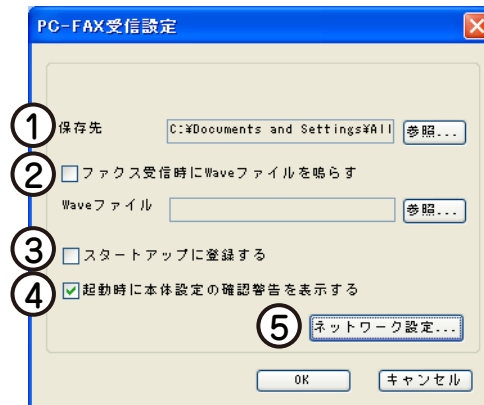 PC-FAX受信設定
① 保存先 C:¥Documents and Settings¥All 参照...
② ファクス受信時にWaveファイルを鳴らす
Waveファイル 参照...
③ スタートアップに登録する
④ 起動時に本体設定の確認警告を表示する
⑤ ネットワーク設定...
OK キャンセル